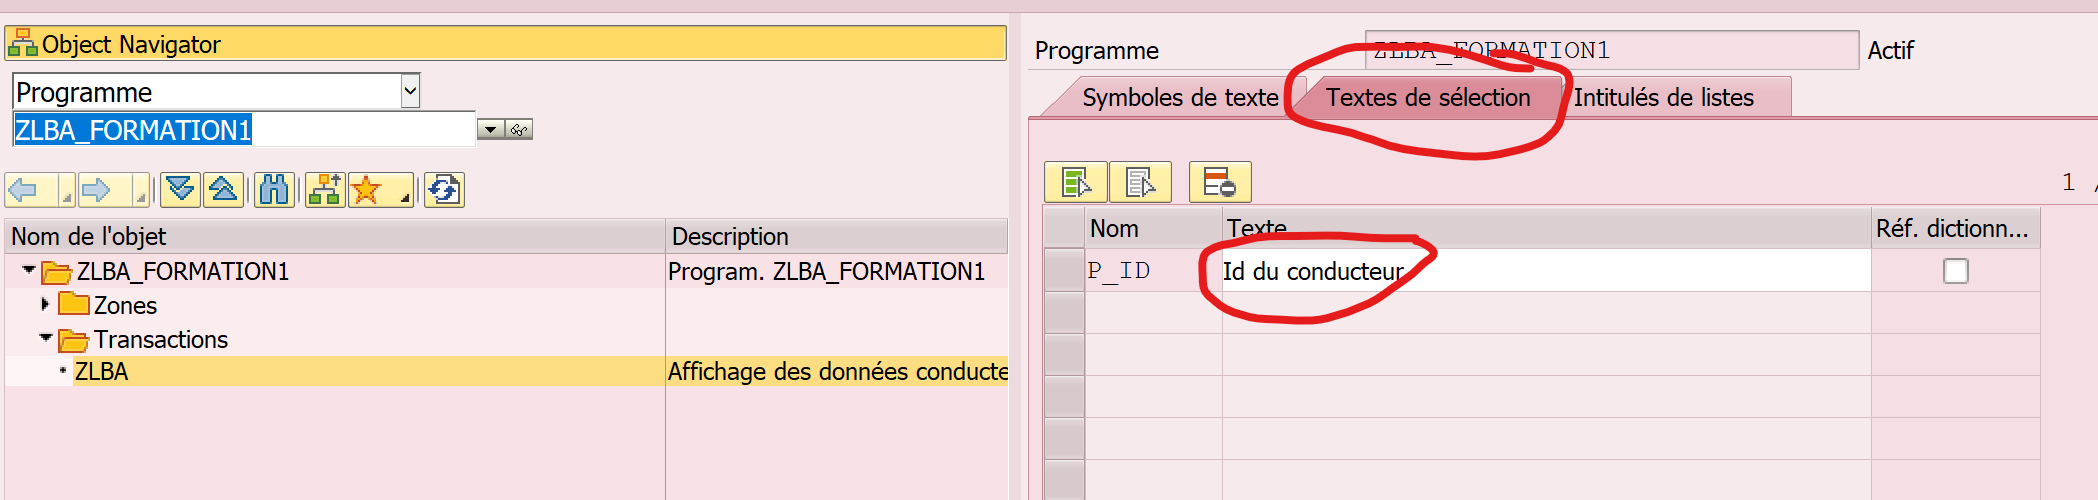 Object Navigator
Programme
ZLBA_FORMATION1
Nom de l'objet Description
ZLBA_FORMATION1 Program. ZLBA_FORMATION1
Zones
Transactions
ZLBA Affichage des données conducte
Programme ZLBA_FORMATION1 Actif
Symboles de texte Textes de sélection Intitulés de listes
1 /
Nom Texte Réf. dictionn...
P_ID Id du conducteur